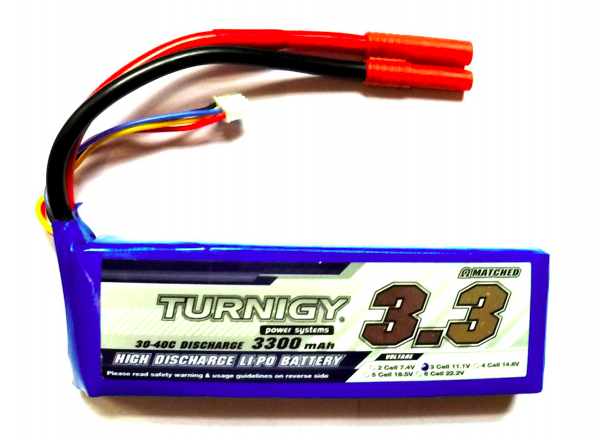 Ω MATCHED
TURNIGY® 3.3
power systems
30-40C DISCHARGE 3300 mAh
HIGH DISCHARGE LI-PO BATTERY
VOLTAGE
2 Cell 7.4V 3 Cell 11.1V 4 Cell 14.8V
5 Cell 18.5V 6 Cell 22.2V
Please read safety warning & usage guidelines on reverse side